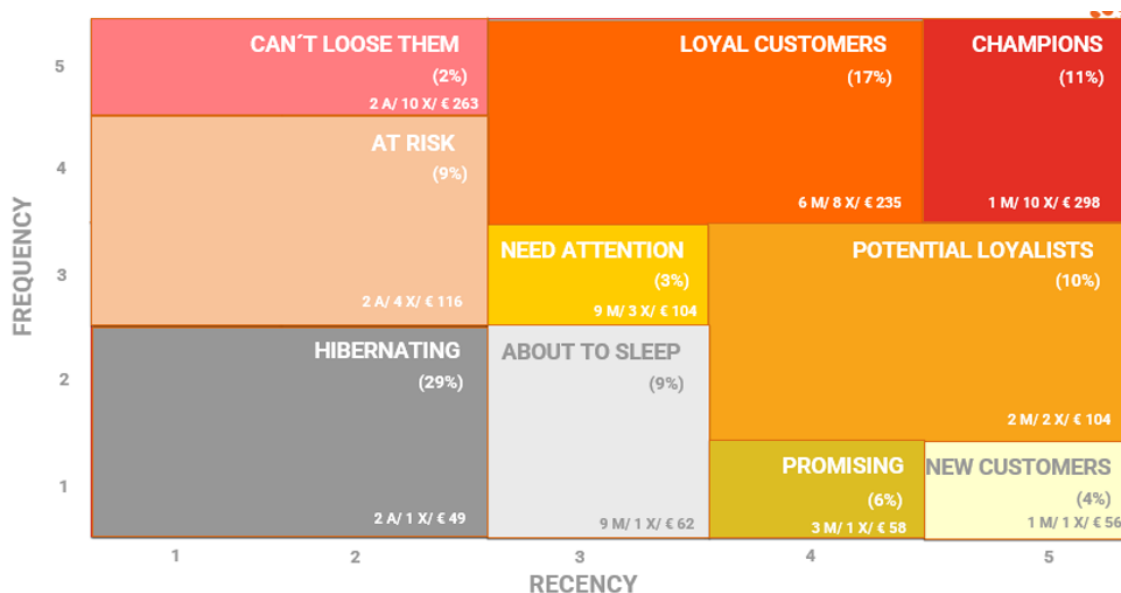 CAN´T LOOSE THEM
(2%)
2 A/ 10 X/ € 263
LOYAL CUSTOMERS
(17%)
6 M/ 8 X/ € 235
CHAMPIONS
(11%)
1 M/ 10 X/ € 298
AT RISK
(9%)
2 A/ 4 X/ € 116
NEED ATTENTION
(3%)
9 M/ 3 X/ € 104
POTENTIAL LOYALISTS
(10%)
2 M/ 2 X/ € 104
HIBERNATING
(29%)
2 A/ 1 X/ € 49
ABOUT TO SLEEP
(9%)
9 M/ 1 X/ € 62
PROMISING
(6%)
3 M/ 1 X/ € 58
NEW CUSTOMERS
(4%)
1 M/ 1 X/ € 56
FREQUENCY
5
4
3
2
1
1
2
3
4
5
RECENCY